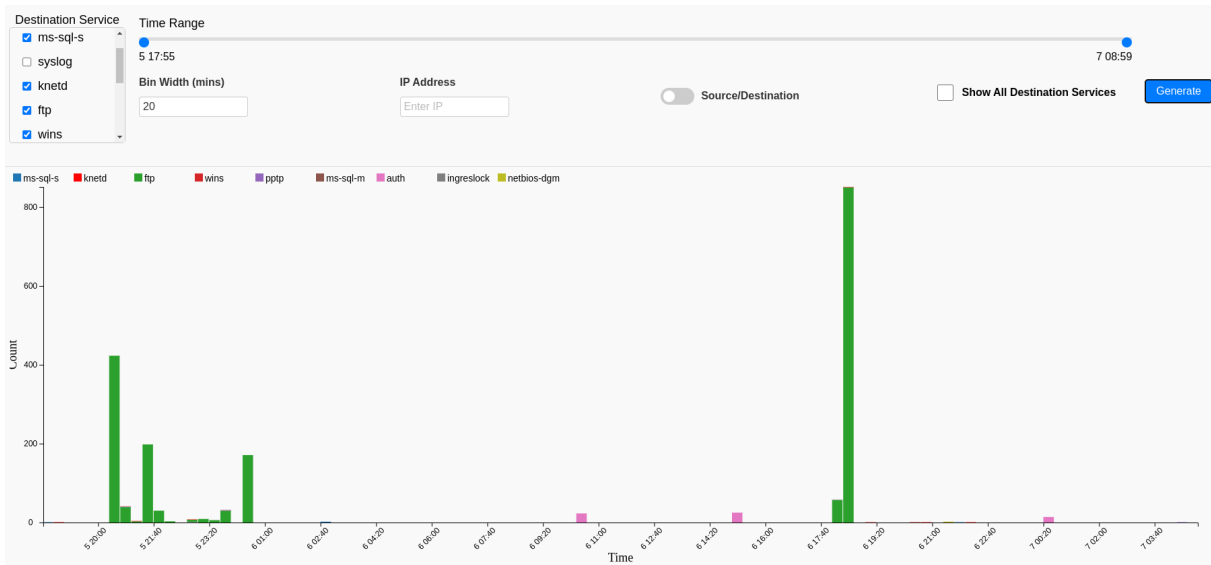 Destination Service
ms-sql-s
syslog
knetd
ftp
wins
Time Range
5 17:55
7 08:59
Bin Width (mins)
20
IP Address
Enter IP
Source/Destination
Show All Destination Services
Generate
ms-sql-s knetd ftp wins pptp ms-sql-m auth ingreslock netbios-dgm
Count
800
600
400
200
0
5 20:00 5 21:40 5 23:20 6 01:00 6 02:40 6 04:20 6 06:00 6 07:40 6 09:20 6 11:00 6 12:40 6 14:20 6 16:00 6 17:40 6 19:20 6 21:00 6 22:40 7 00:20 7 02:00 7 03:40
Time